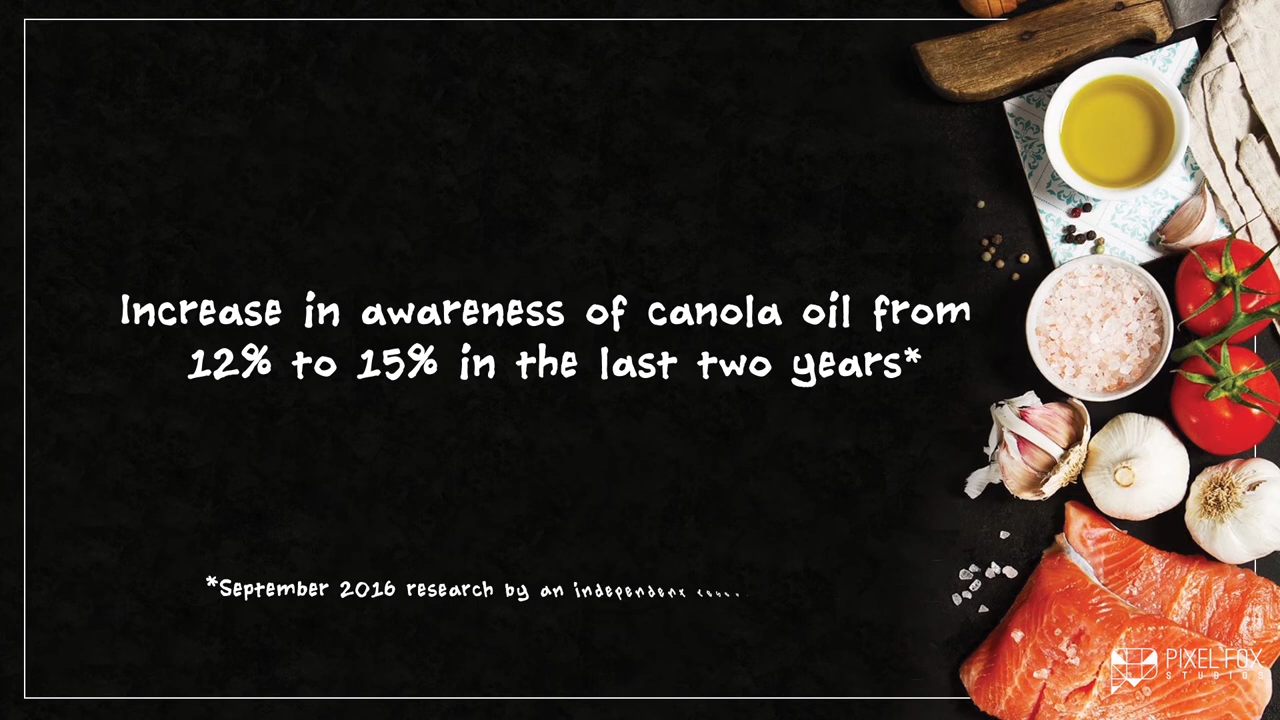 Increase in awareness of canola oil from
12% to 15% in the last two years*
*September 2016 research by an independent
PIXEL FOX
STUDIOS